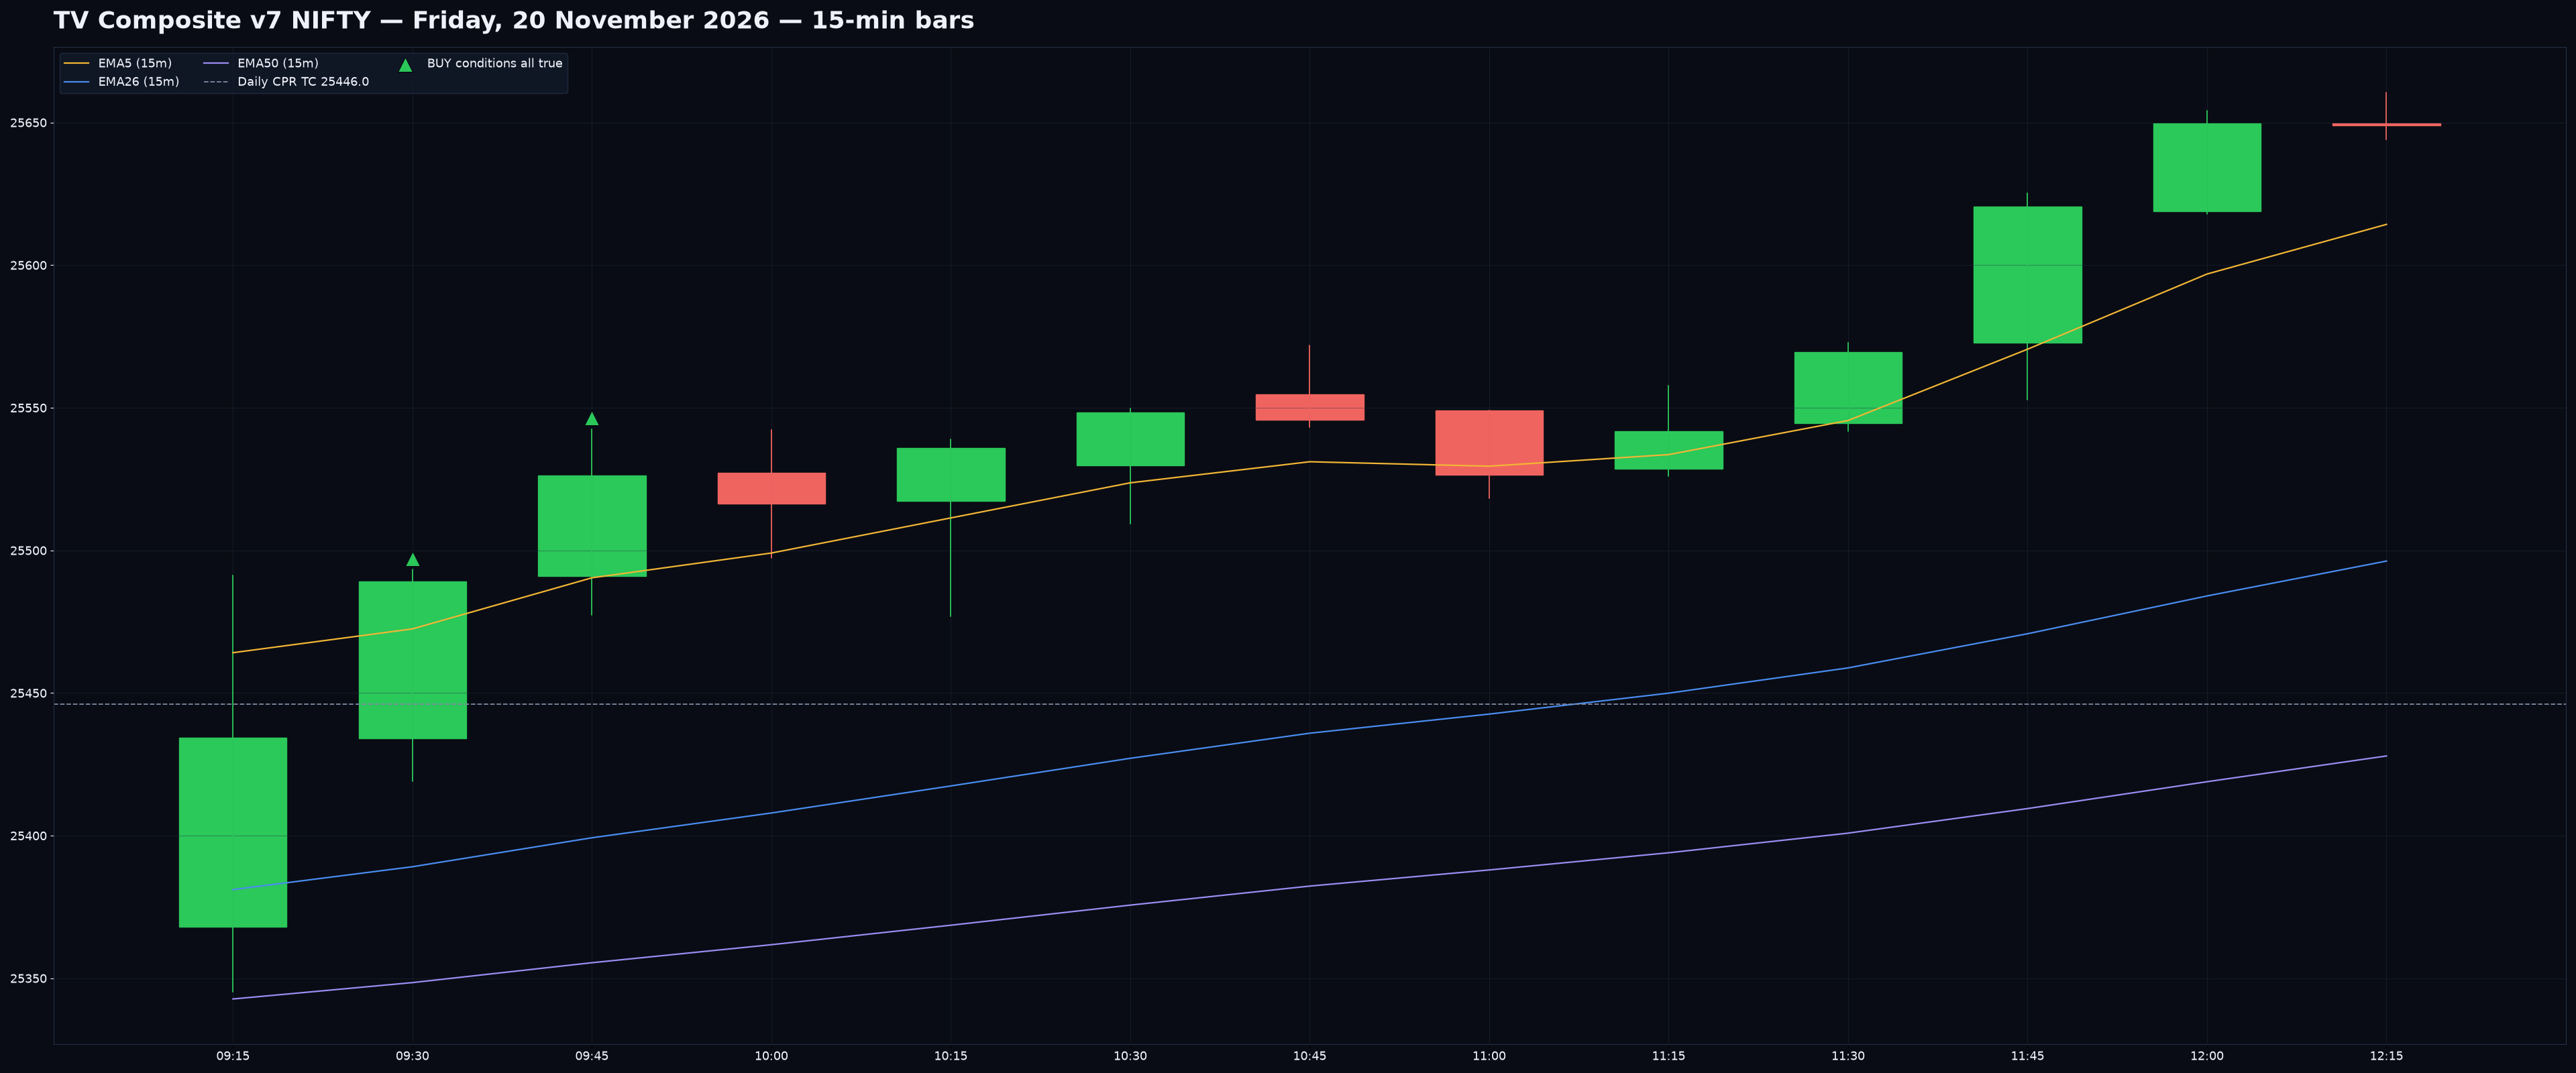 TV Composite v7 NIFTY — Friday, 20 November 2026 — 15-min bars
EMA5 (15m) EMA50 (15m) BUY conditions all true
EMA26 (15m) Daily CPR TC 25446.0
25650
25600
25550
25500
25450
25400
25350
09:15 09:30 09:45 10:00 10:15 10:30 10:45 11:00 11:15 11:30 11:45 12:00 12:15